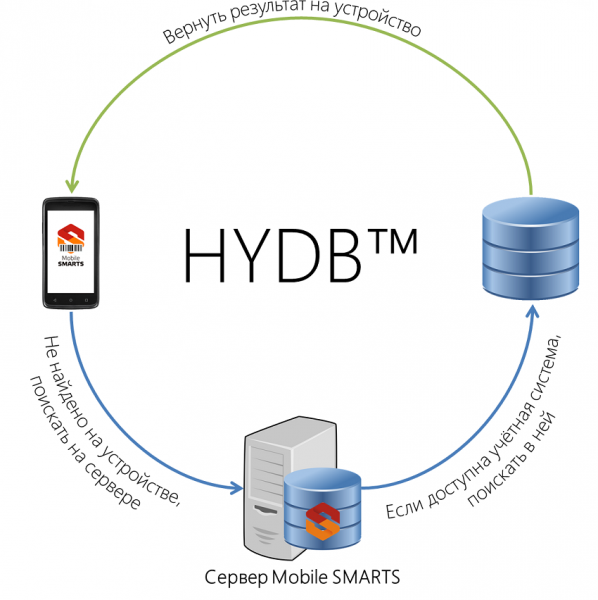 Вернуть результат на устройство
HYDB™
Mobile
SMARTS
Не найдено на устройстве,
поискать на сервере
Если доступна учётная система,
поискать в ней
Сервер Mobile SMARTS